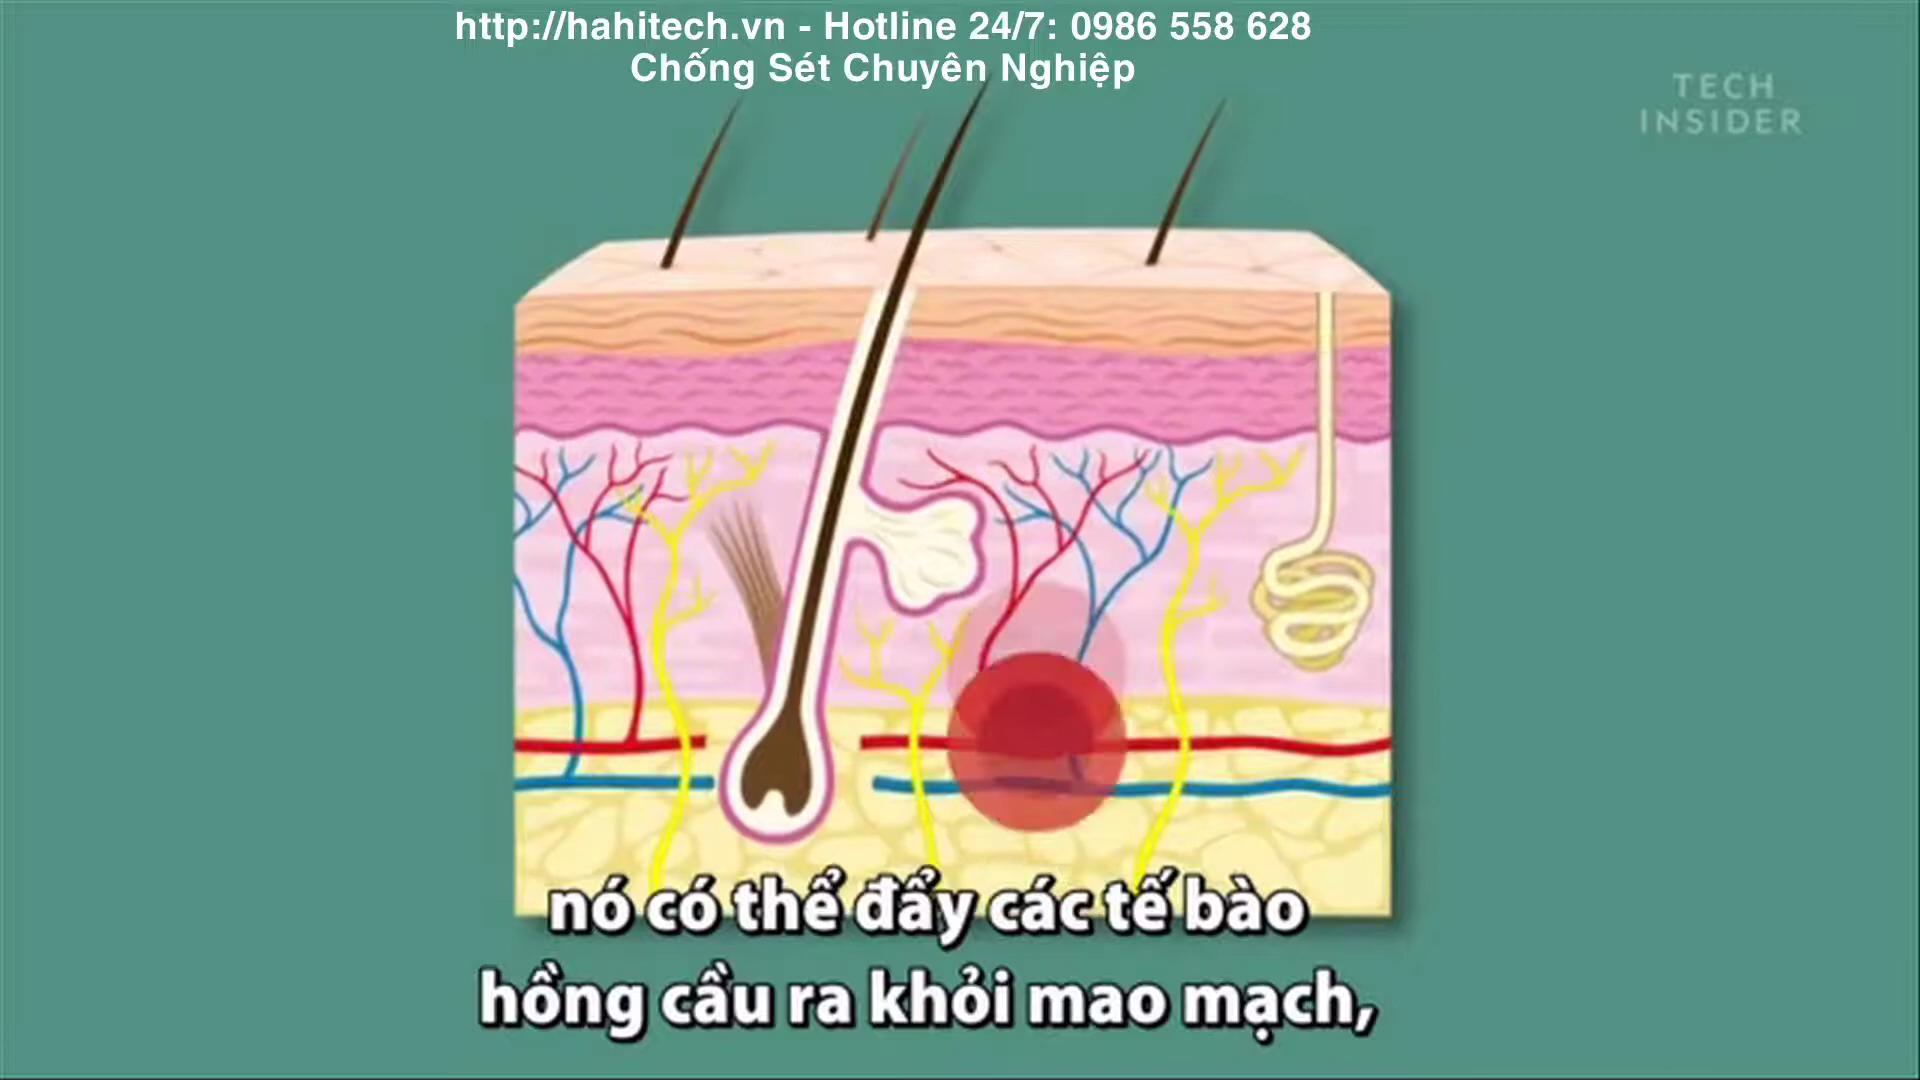 http://hahitech.vn - Hotline 24/7: 0986 558 628
Chống Sét Chuyên Nghiệp
TECH
INSIDER
nó có thể đẩy các tế bào
hồng cầu ra khỏi mao mạch,